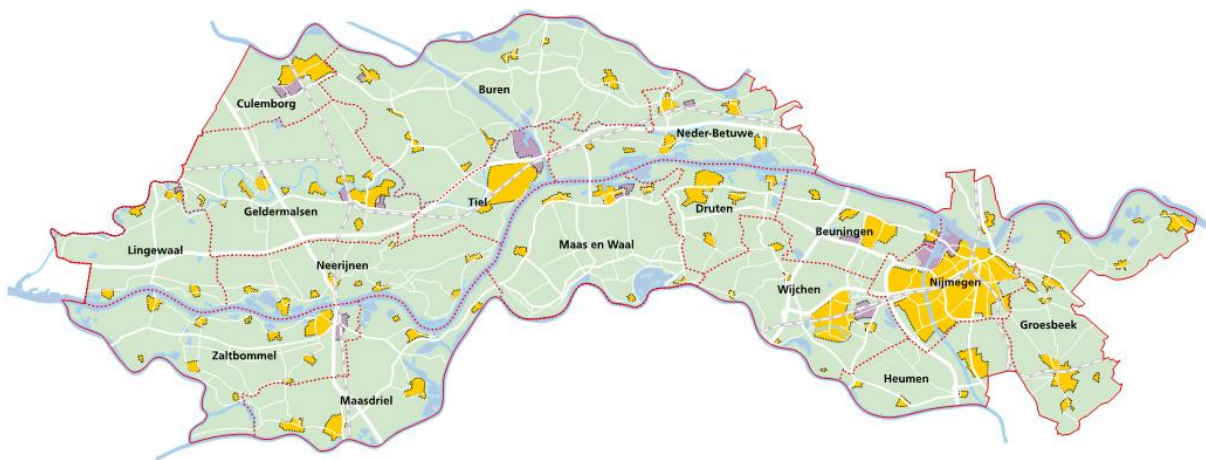 Buren
Culemborg
Neder-Betuwe
Tiel
Geldermalsen
Druten
Beuningen
Lingewaal
Maas en Waal
Neerijnen
Nijmegen
Wijchen
Groesbeek
Zaltbommel
Heumen
Maasdriel